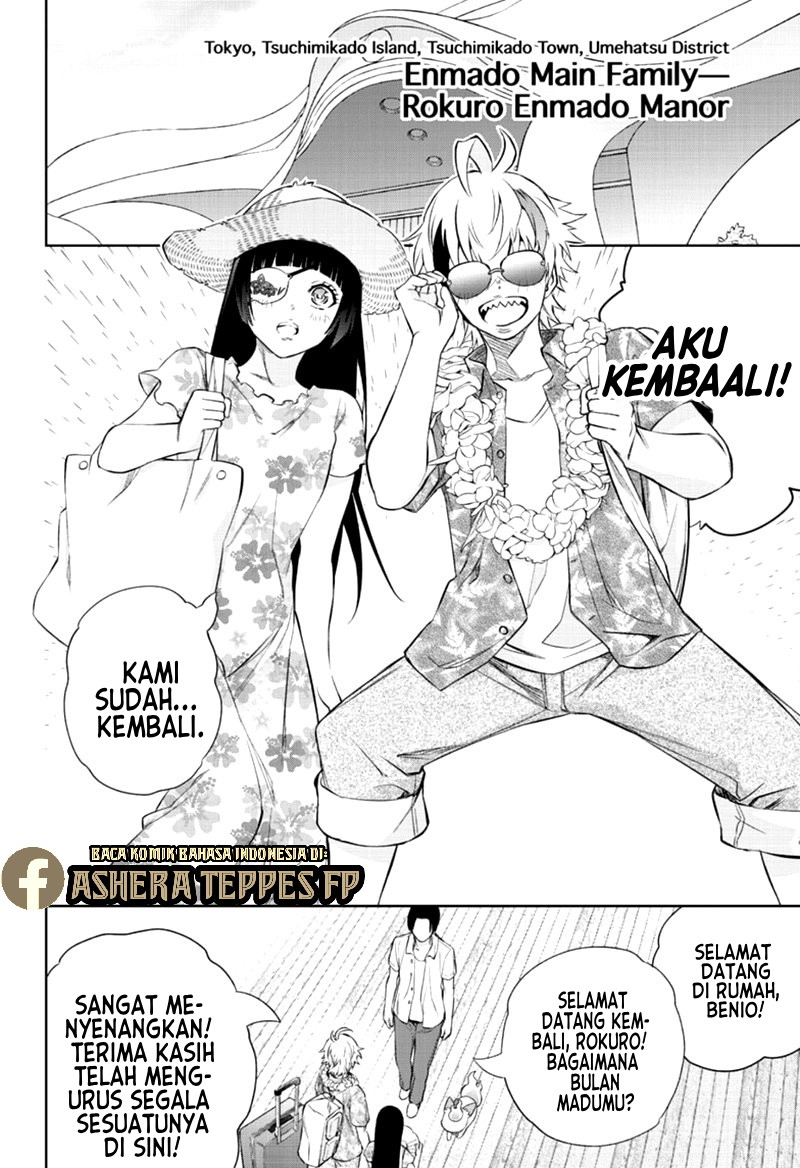 Tokyo, Tsuchimikado Island, Tsuchimikado Town, Umehatsu District
Enmado Main Family—
Rokuro Enmado Manor
AKU
KEMBAALI!
KAMI
SUDAH...
KEMBALI.
BACA KOMIK BAHASA INDONESIA DI:
f ASHERA TEPPES FP
SELAMAT
DATANG
DI RUMAH,
BENIO!
SELAMAT
DATANG KEM-
BALI, ROKURO!
BAGAIMANA
BULAN
MADUMU?
SANGAT ME-
NYENANGKAN!
TERIMA KASIH
TELAH MENG-
URUS SEGALA
SESUATUNYA
DI SINI!